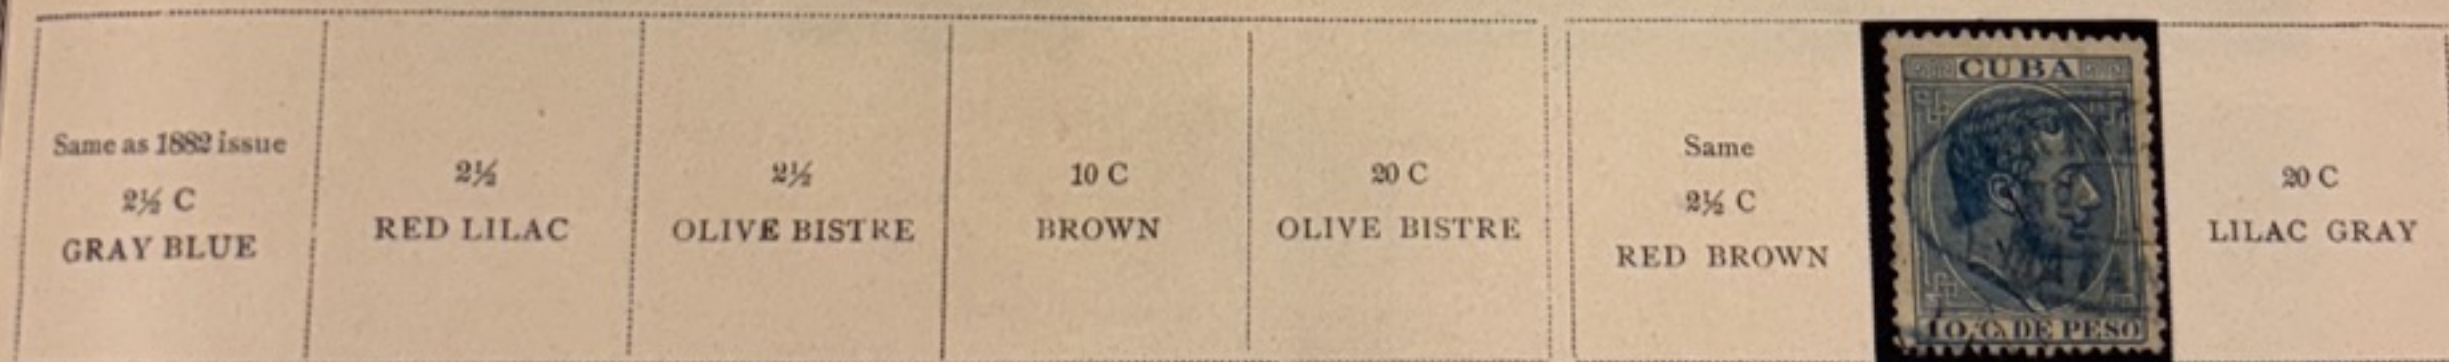 Same as 1882 issue
2½ C
GRAY BLUE
2½
RED LILAC
2½
OLIVE BISTRE
10 C
BROWN
20 C
OLIVE BISTRE
Same
2½ C
RED BROWN
CUBA
10 C. DE PESO
20 C
LILAC GRAY